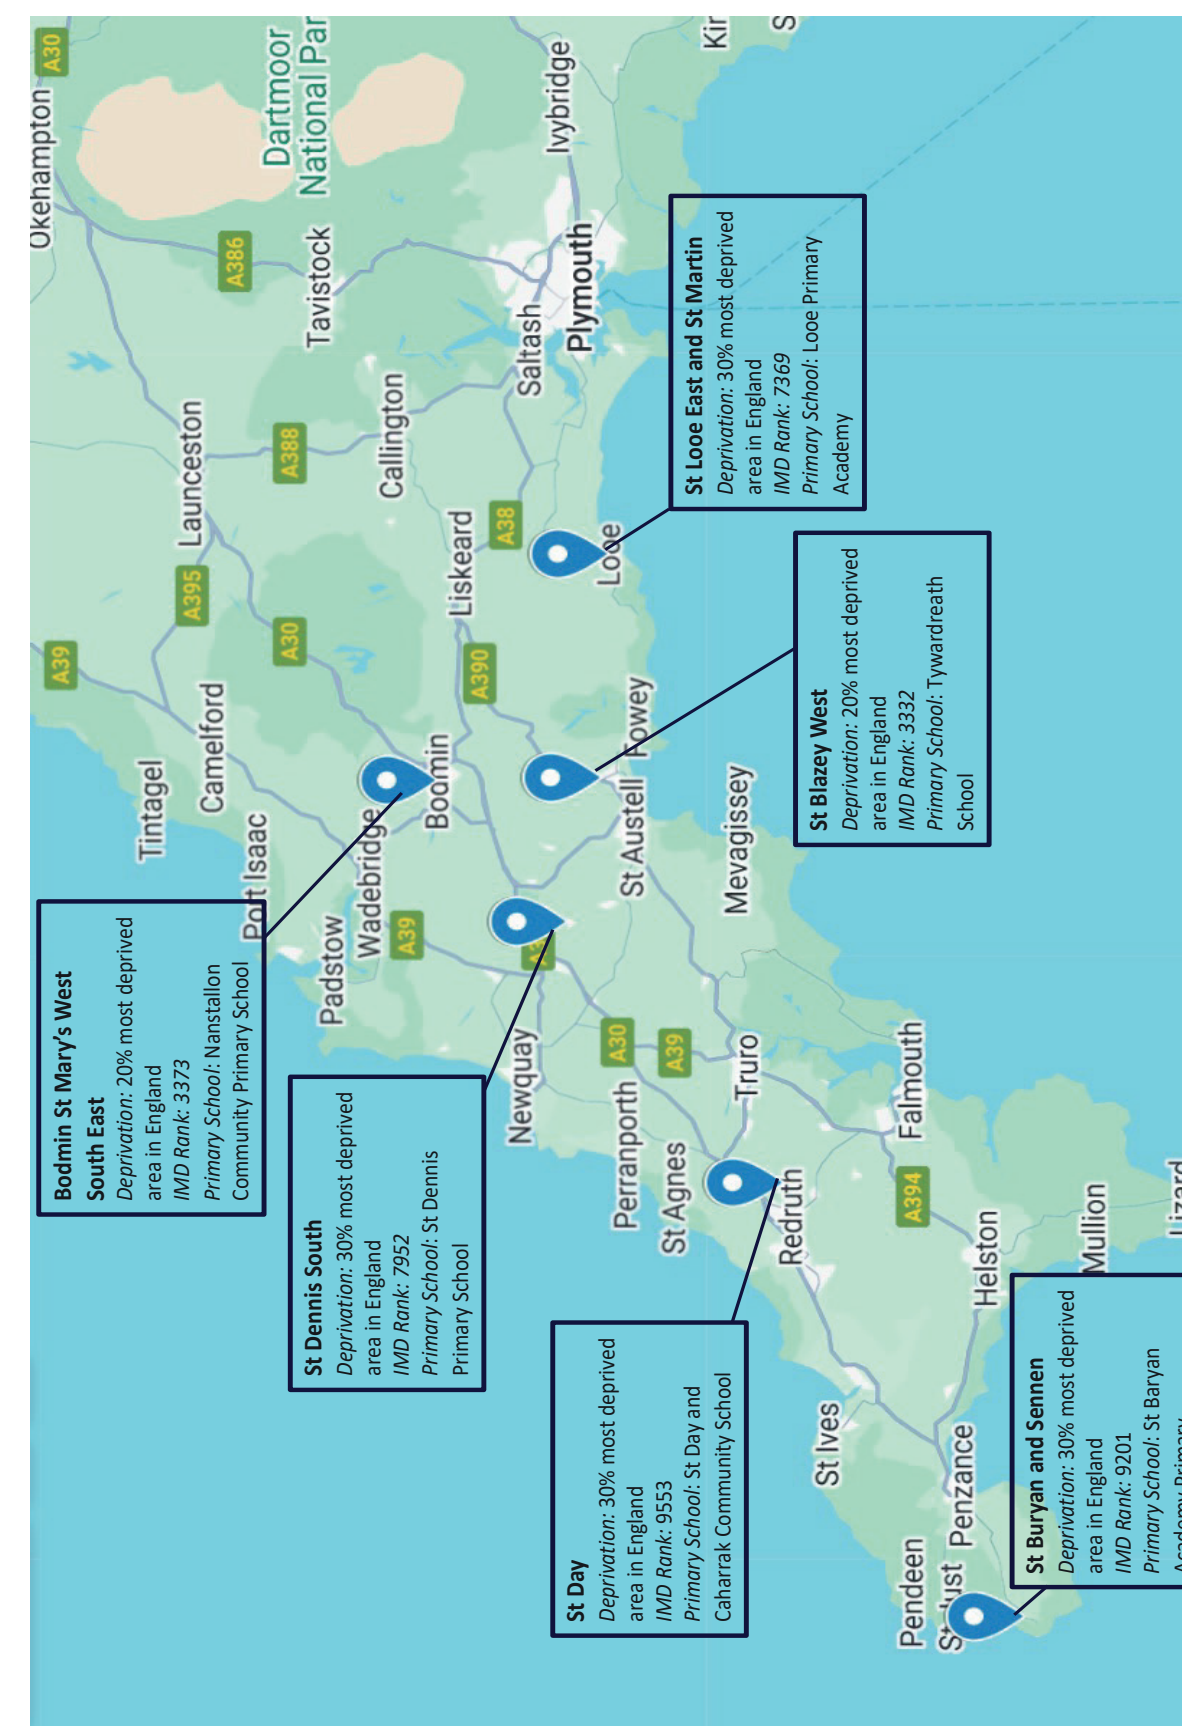 Okehampton
A30
Dartmoor
National Par
Kir
S
Ivybridge
A386
Tavistock
Plymouth
Saltash
Launceston
A388
Callington
A395
A30
Liskeard
A38
Looe
A39
A390
Camelford
Tintagel
Port Isaac
Bodmin
Wadebridge
Fowey
St Austell
Mevagissey
Padstow
A39
Newquay
A30
A39
Truro
Perranporth
St Agnes
Falmouth
Redruth
A394
Helston
Mullion
Lizard
St Ives
Penzance
Pendeen
St Just
Bodmin St Mary's West
South East
Deprivation: 20% most deprived
area in England
IMD Rank: 3373
Primary School: Nanstallon
Community Primary School
St Dennis South
Deprivation: 30% most deprived
area in England
IMD Rank: 7952
Primary School: St Dennis
Primary School
St Day
Deprivation: 30% most deprived
area in England
IMD Rank: 9553
Primary School: St Day and
Caharrak Community School
St Looe East and St Martin
Deprivation: 30% most deprived
area in England
IMD Rank: 7369
Primary School: Looe Primary
Academy
St Blazey West
Deprivation: 20% most deprived
area in England
IMD Rank: 3332
Primary School: Tywardreath
School
St Buryan and Sennen
Deprivation: 30% most deprived
area in England
IMD Rank: 9201
Primary School: St Baryan
Academy Primary